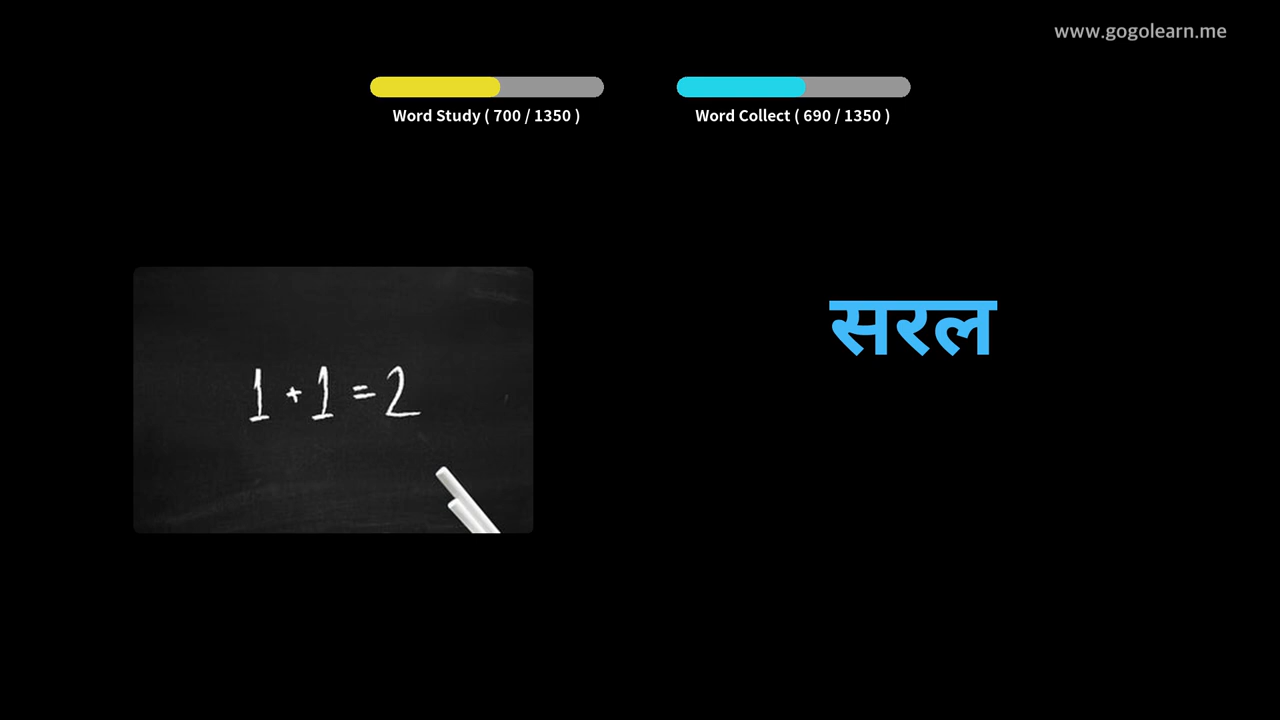 www.gogolearn.me
Word Study ( 700 / 1350 )
Word Collect ( 690 / 1350 )
सरल
1 + 1 = 2